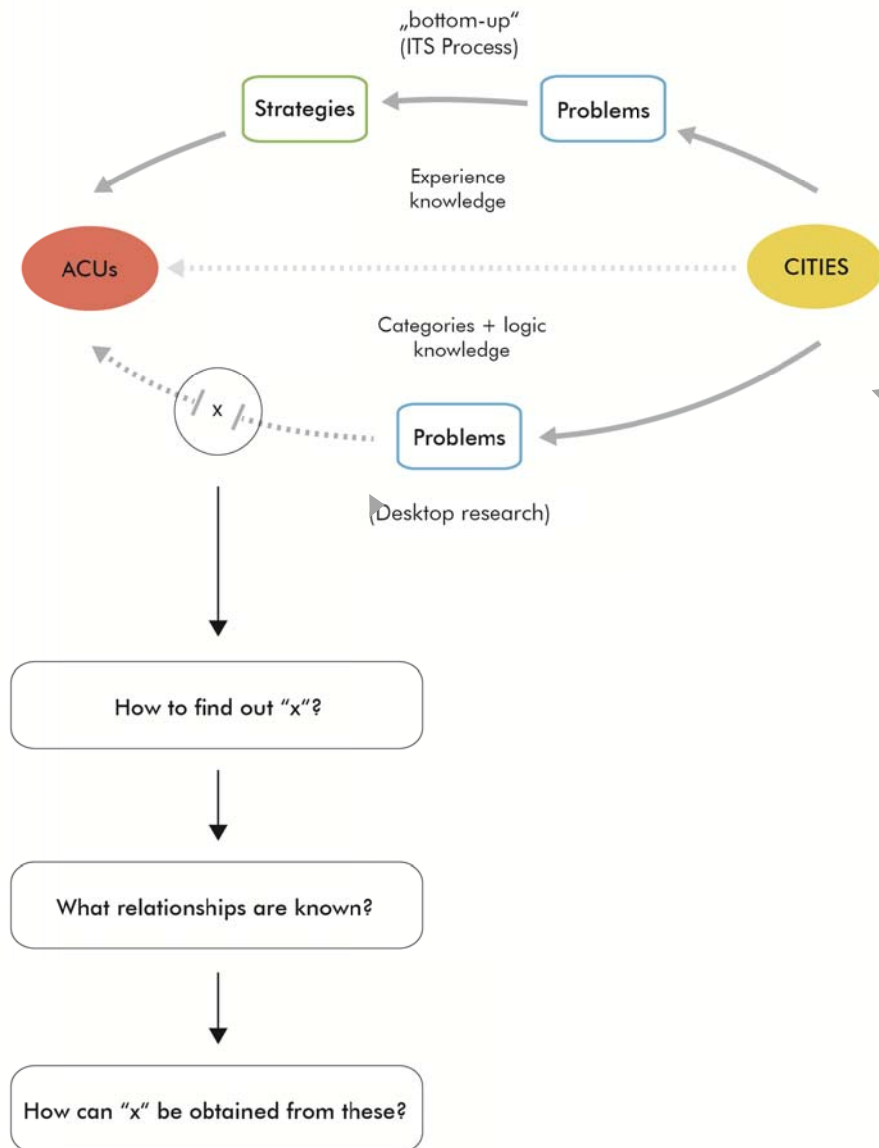 „bottom-up“
(ITS Process)
Strategies
Problems
Experience
knowledge
ACUs
CITIES
Categories + logic
knowledge
x
Problems
(Desktop research)
How to find out “x“?
What relationships are known?
How can “x“ be obtained from these?